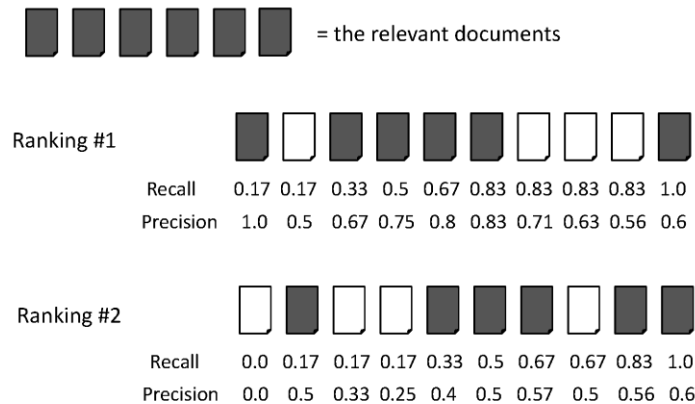 = the relevant documents
Ranking #1
Recall 0.17 0.17 0.33 0.5 0.67 0.83 0.83 0.83 0.83 1.0
Precision 1.0 0.5 0.67 0.75 0.8 0.83 0.71 0.63 0.56 0.6
Ranking #2
Recall 0.0 0.17 0.17 0.17 0.33 0.5 0.67 0.67 0.83 1.0
Precision 0.0 0.5 0.33 0.25 0.4 0.5 0.57 0.5 0.56 0.6